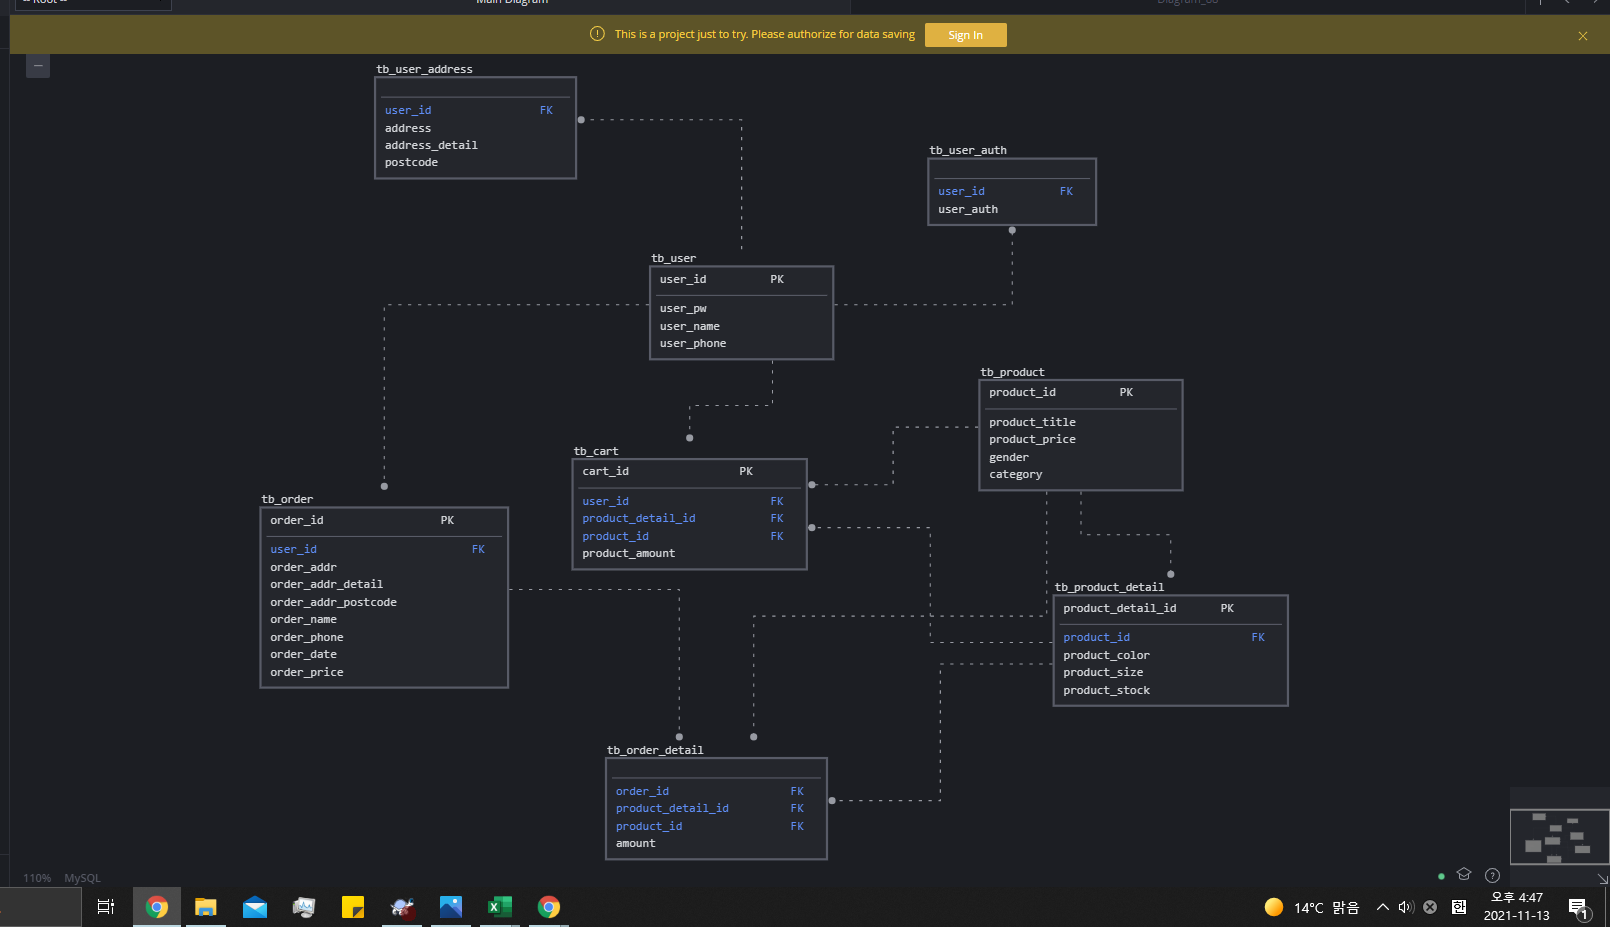 -- Root --
Main Diagram
This is a project just to try. Please authorize for data saving
Sign In
tb_user_address
user_id FK
address
address_detail
postcode
tb_user_auth
user_id FK
user_auth
tb_user
user_id PK
user_pw
user_name
user_phone
tb_product
product_id PK
product_title
product_price
gender
category
tb_cart
cart_id PK
user_id FK
product_detail_id FK
product_id FK
product_amount
tb_order
order_id PK
user_id FK
order_addr
order_addr_detail
order_addr_postcode
order_name
order_phone
order_date
order_price
tb_product_detail
product_detail_id PK
product_id FK
product_color
product_size
product_stock
tb_order_detail
order_id FK
product_detail_id FK
product_id FK
amount
110% MySQL
14°C 맑음
한
오후 4:47
2021-11-13
1